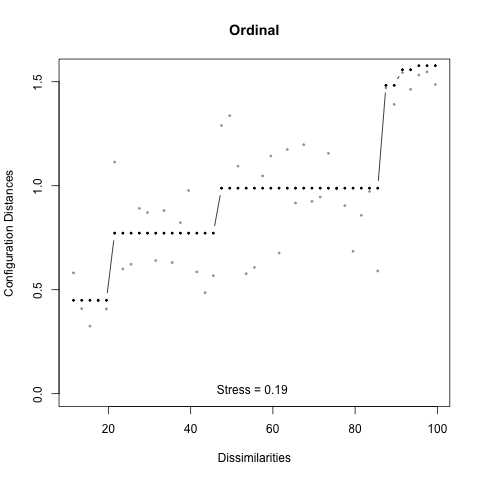 Ordinal
Configuration Distances
1.5
1.0
0.5
0.0
Stress = 0.19
20 40 60 80 100
Dissimilarities